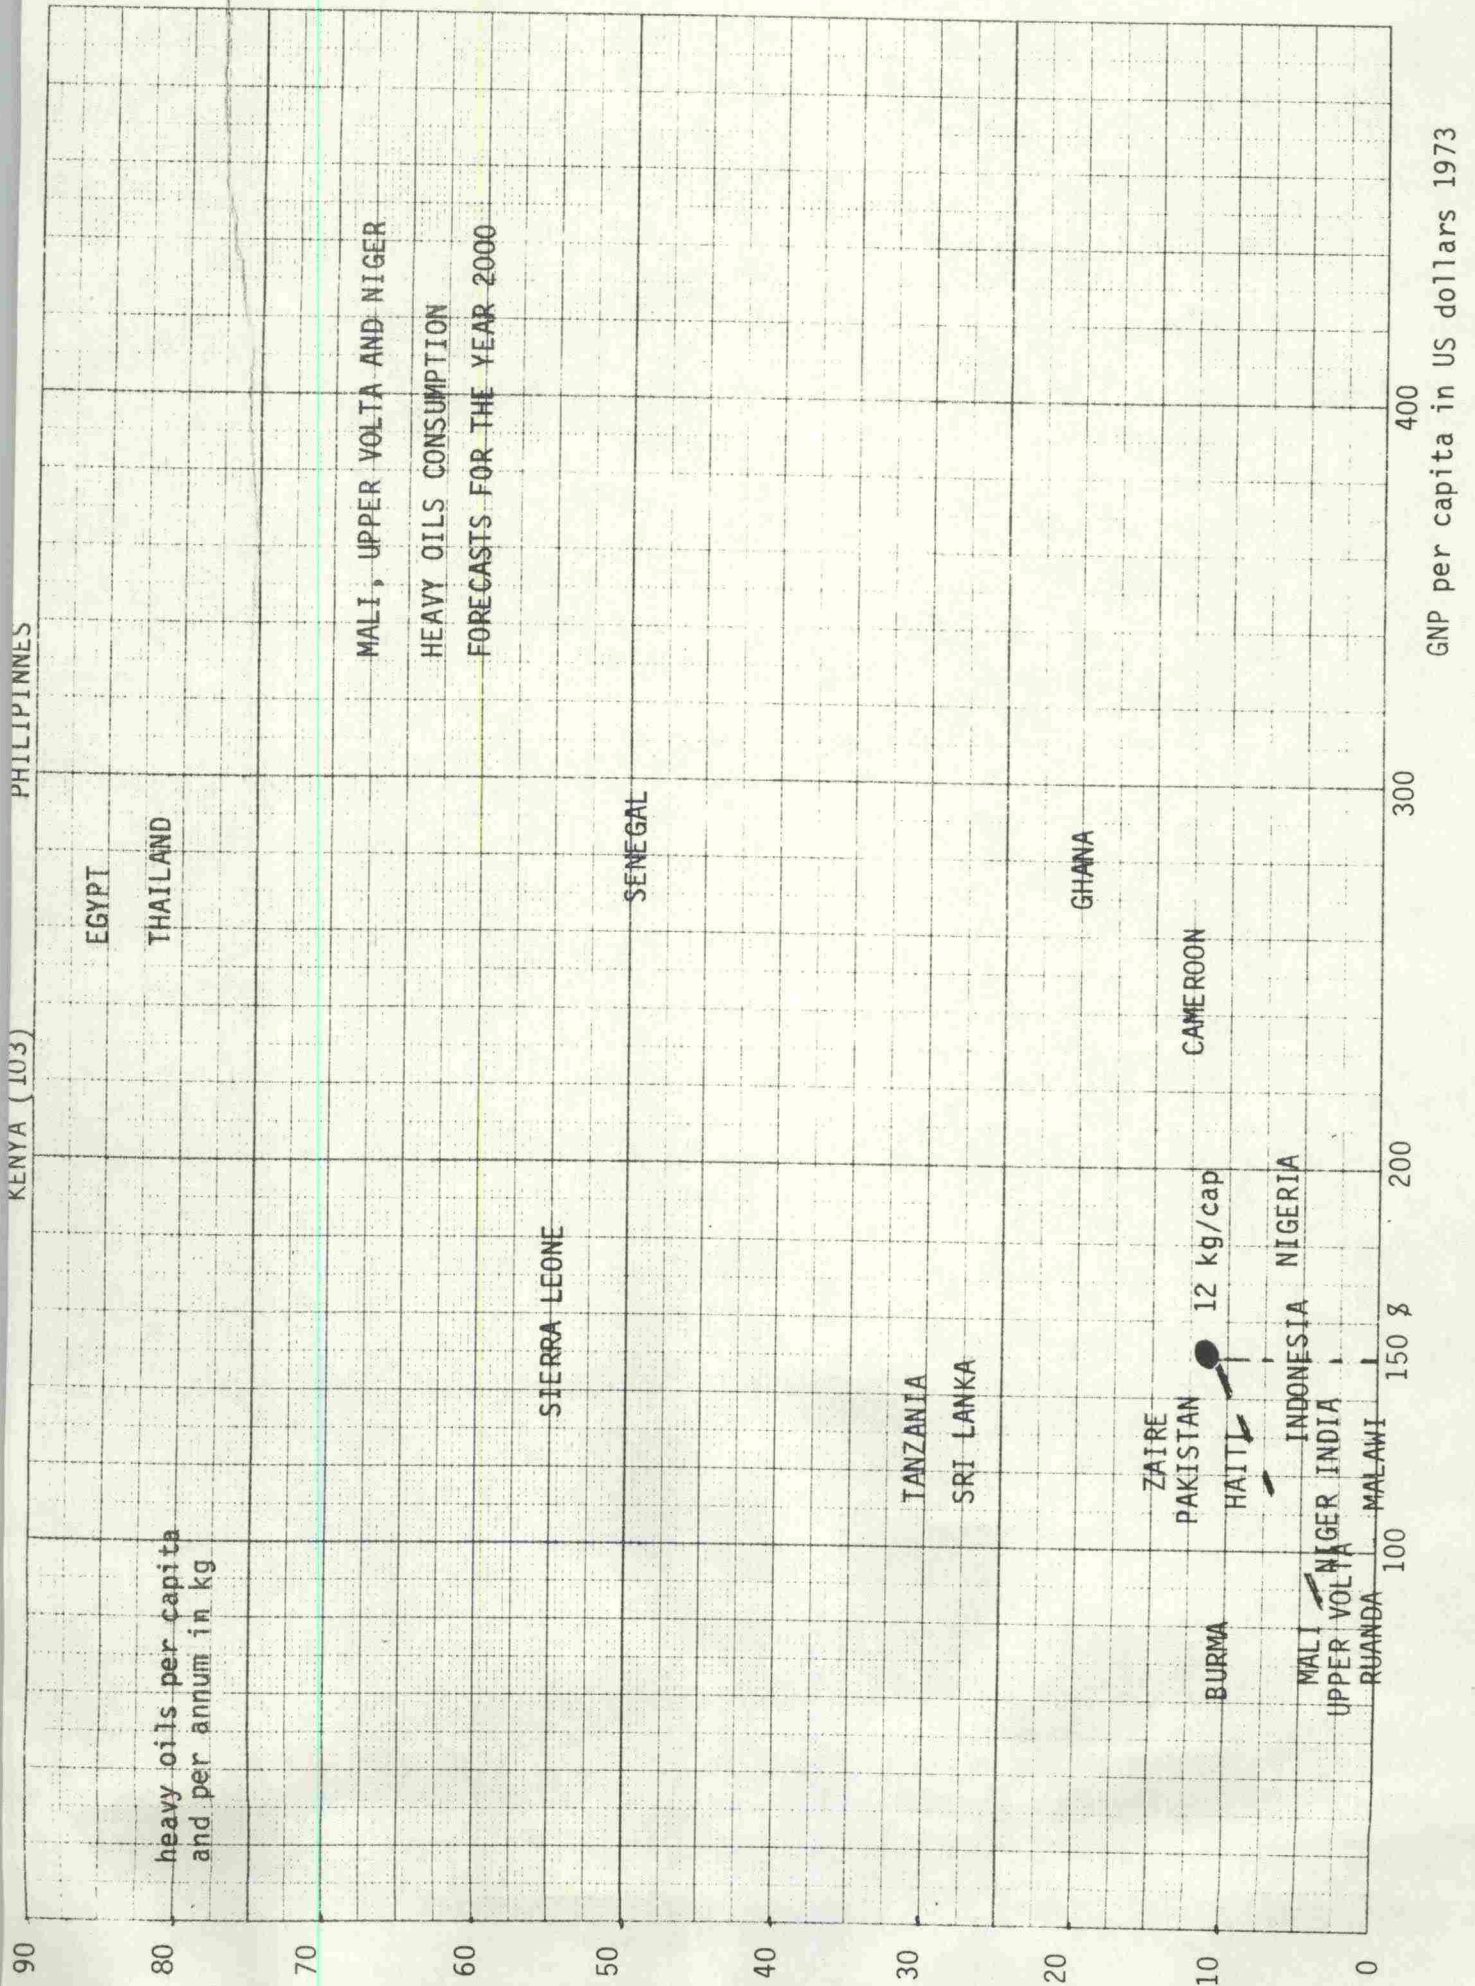 KENYA (103)
PHILIPINNES
90
EGYPT
heavy oils per capita
and per annum in kg
THAILAND
80
70
MALI, UPPER VOLTA AND NIGER
HEAVY OILS CONSUMPTION
FORECASTS FOR THE YEAR 2000
60
SIERRA LEONE
50
SENEGAL
40
30
TANZANIA
SRI LANKA
20
GHANA
ZAIRE
PAKISTAN
CAMEROON
10
BURMA
HAITI
12 kg/cap
INDONESIA
NIGERIA
MALI
NIGER
INDIA
UPPER VOLTA
RUANDA
MALAWI
0
100
150 $
200
300
400
GNP per capita in US dollars 1973